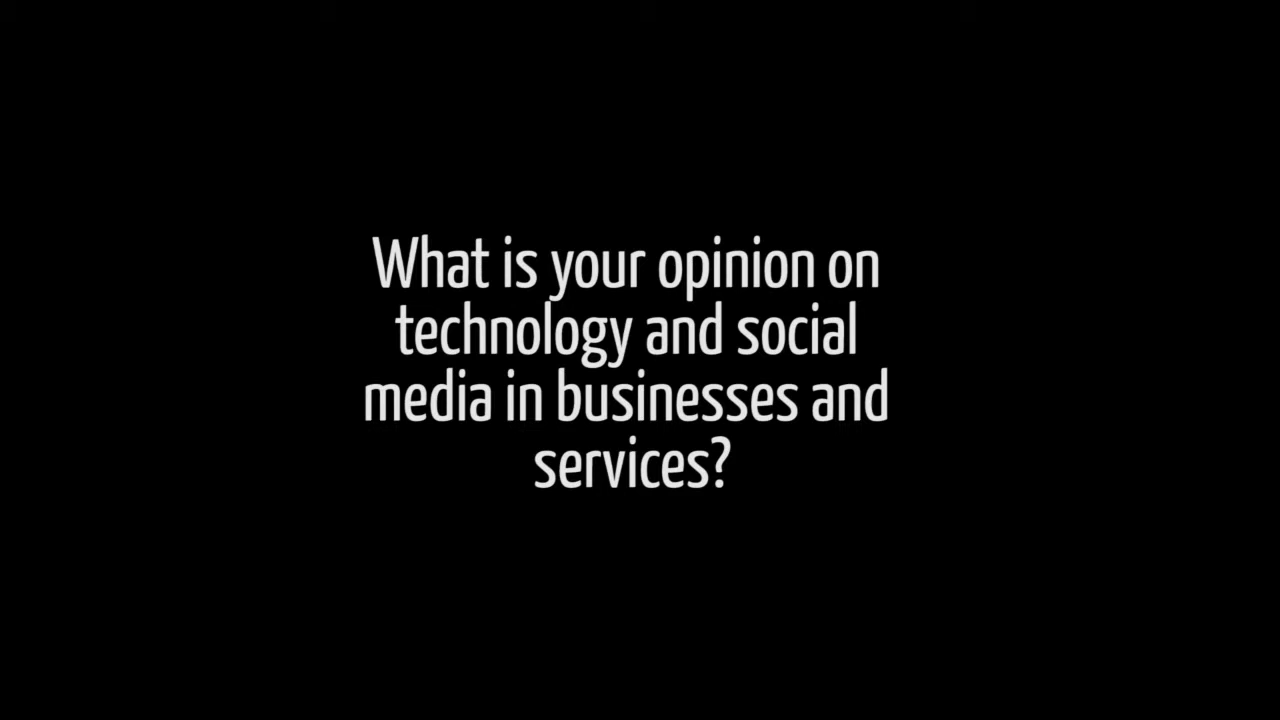 What is your opinion on
technology and social
media in businesses and
services?